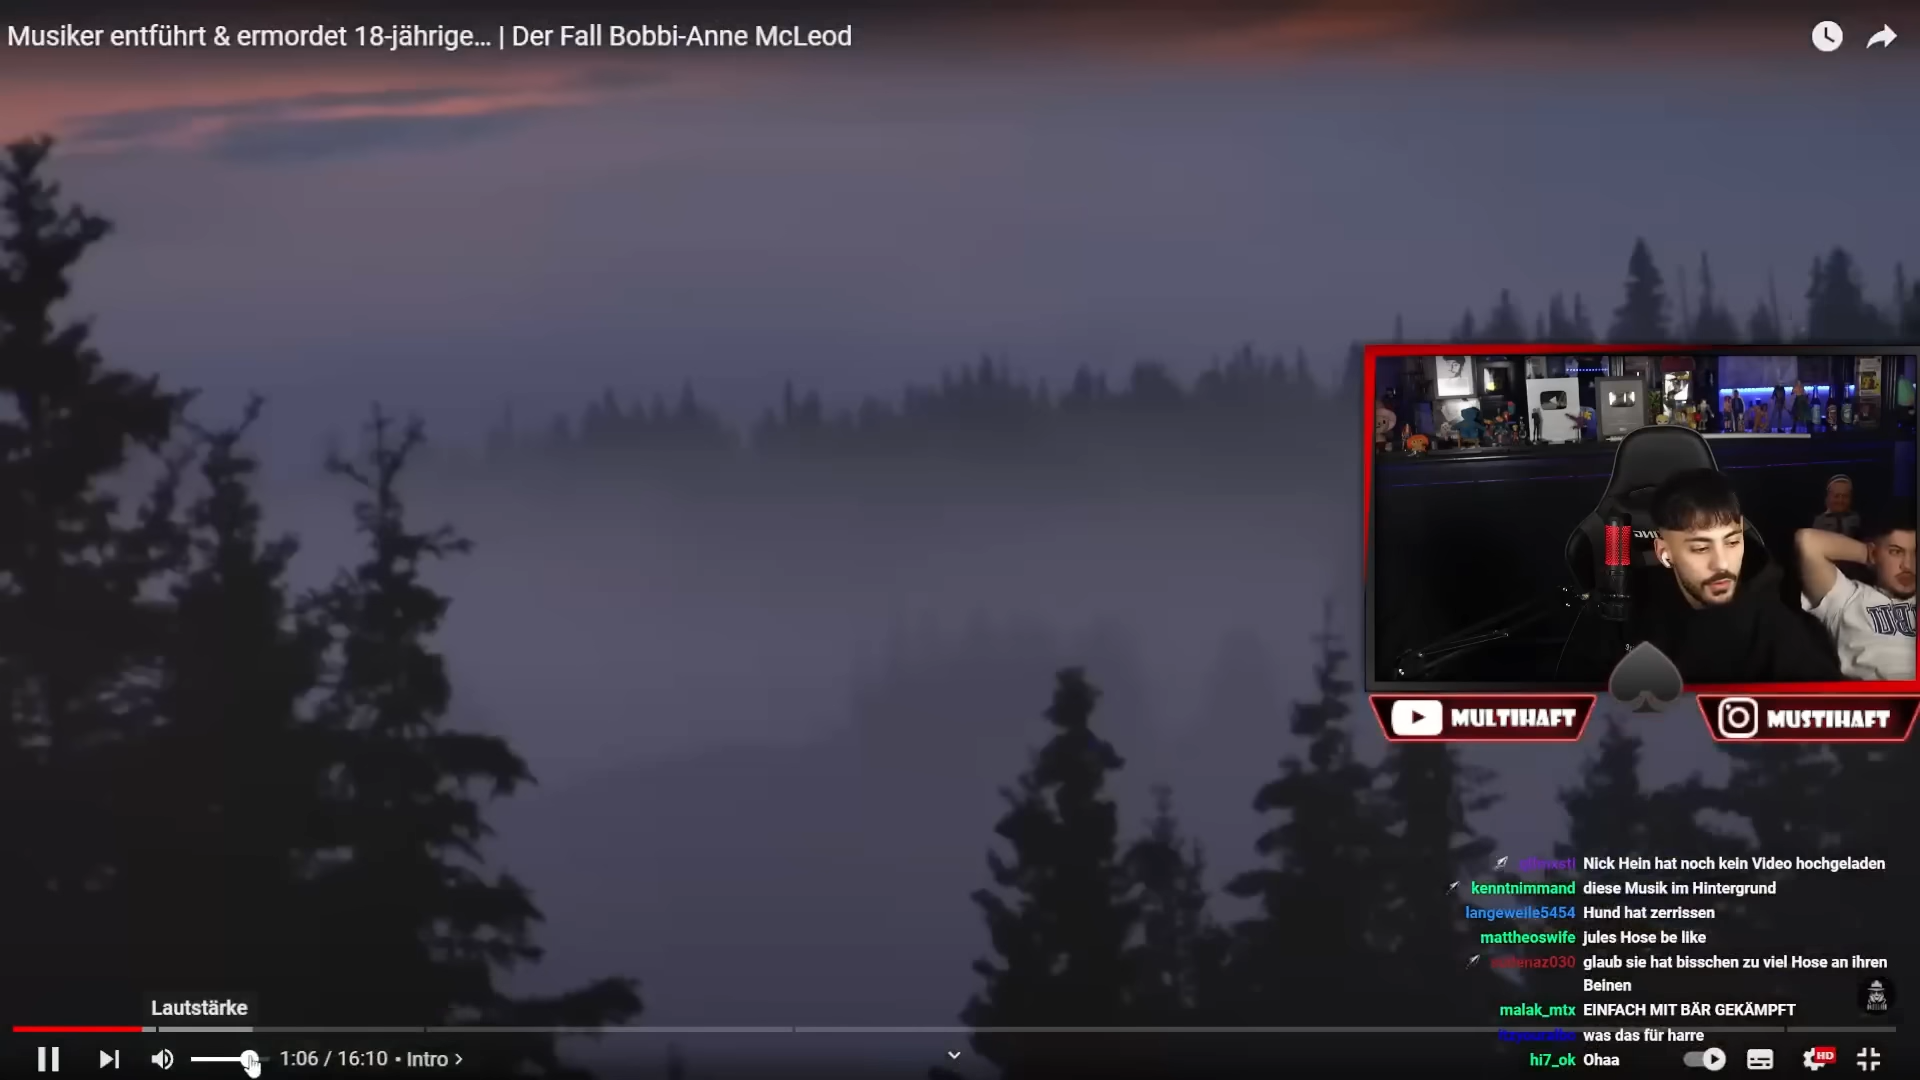 Musiker entführt & ermordet 18-jährige... | Der Fall Bobbi-Anne McLeod
MULTIHAFT
MUSTIHAFT
Nick Hein hat noch kein Video hochgeladen
kenntnimmand diese Musik im Hintergrund
langeweile5454 Hund hat zerrissen
mattheoswife jules Hose be like
glaub sie hat bisschen zu viel Hose an ihren
Beinen
malak_mtx EINFACH MIT BÄR GEKÄMPFT
was das für harre
hi7_ok Ohaa
Lautstärke
1:06 / 16:10 • Intro >
HD